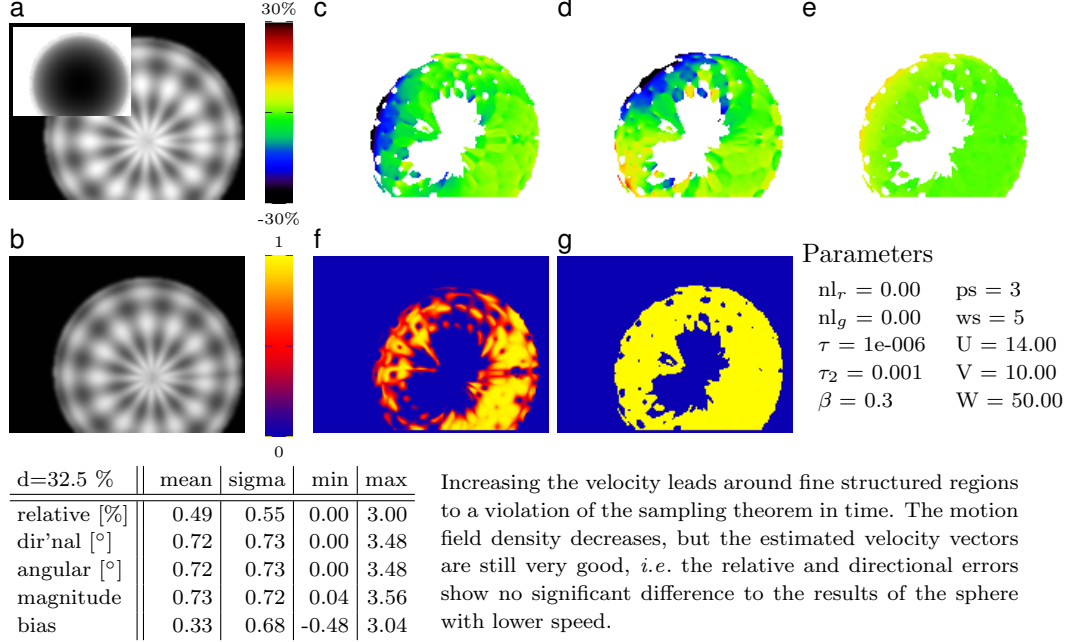 a
30%
c
d
e
-30%
b
1
f
g
0
Parameters
nlr = 0.00 ps = 3
nlg = 0.00 ws = 5
τ = 1e-006 U = 14.00
τ2 = 0.001 V = 10.00
β = 0.3 W = 50.00
d=32.5 % mean sigma min max
relative [%] 0.49 0.55 0.00 3.00
dir'nal [°] 0.72 0.73 0.00 3.48
angular [°] 0.72 0.73 0.00 3.48
magnitude 0.73 0.72 0.04 3.56
bias 0.33 0.68 -0.48 3.04
Increasing the velocity leads around fine structured regions
to a violation of the sampling theorem in time. The motion
field density decreases, but the estimated velocity vectors
are still very good, i.e. the relative and directional errors
show no significant difference to the results of the sphere
with lower speed.